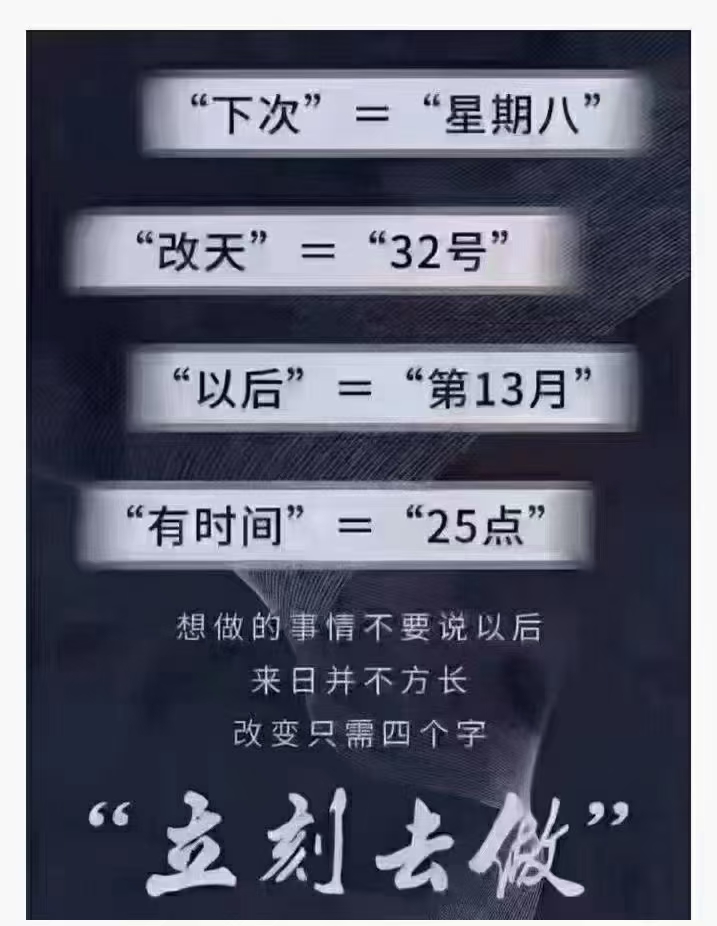 “下次” = “星期八”
“改天” = “32号”
“以后” = “第13月”
“有时间” = “25点”
想做的事情不要说以后
来日并不方长
改变只需四个字
“立刻去做”